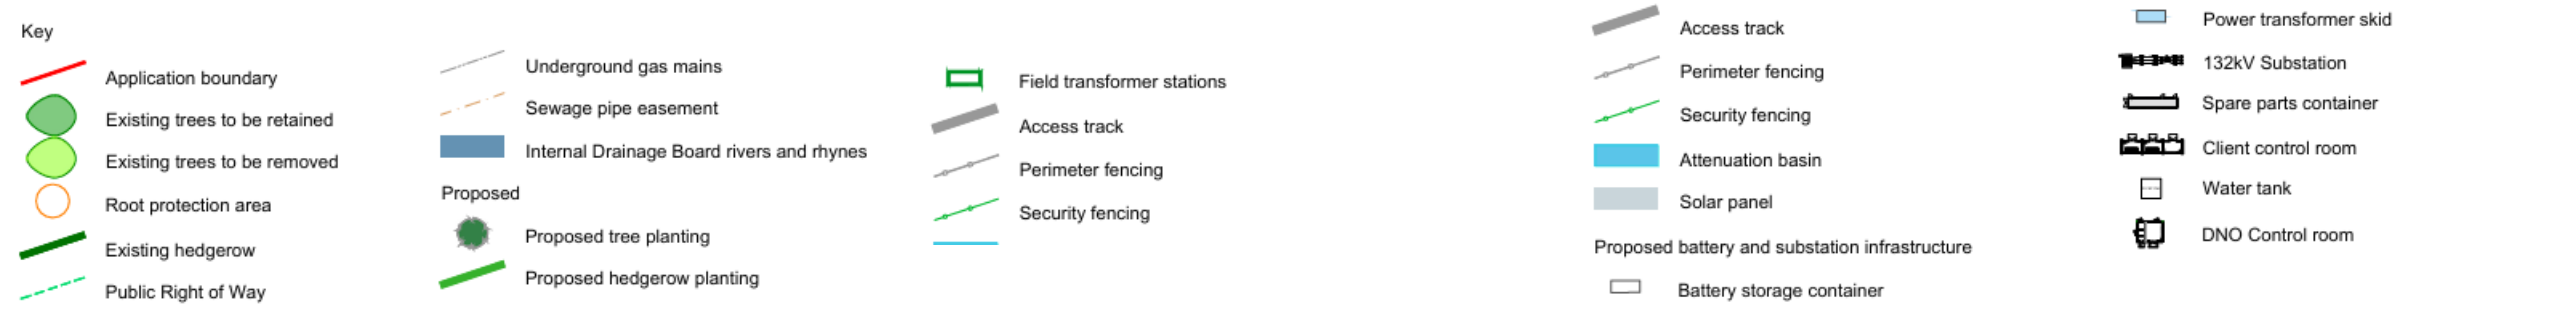 Key
Application boundary
Existing trees to be retained
Existing trees to be removed
Root protection area
Existing hedgerow
Public Right of Way
Underground gas mains
Sewage pipe easement
Internal Drainage Board rivers and rhynes
Proposed
Proposed tree planting
Proposed hedgerow planting
Field transformer stations
Access track
Perimeter fencing
Security fencing
Access track
Perimeter fencing
Security fencing
Attenuation basin
Solar panel
Proposed battery and substation infrastructure
Battery storage container
Power transformer skid
132kV Substation
Spare parts container
Client control room
Water tank
DNO Control room